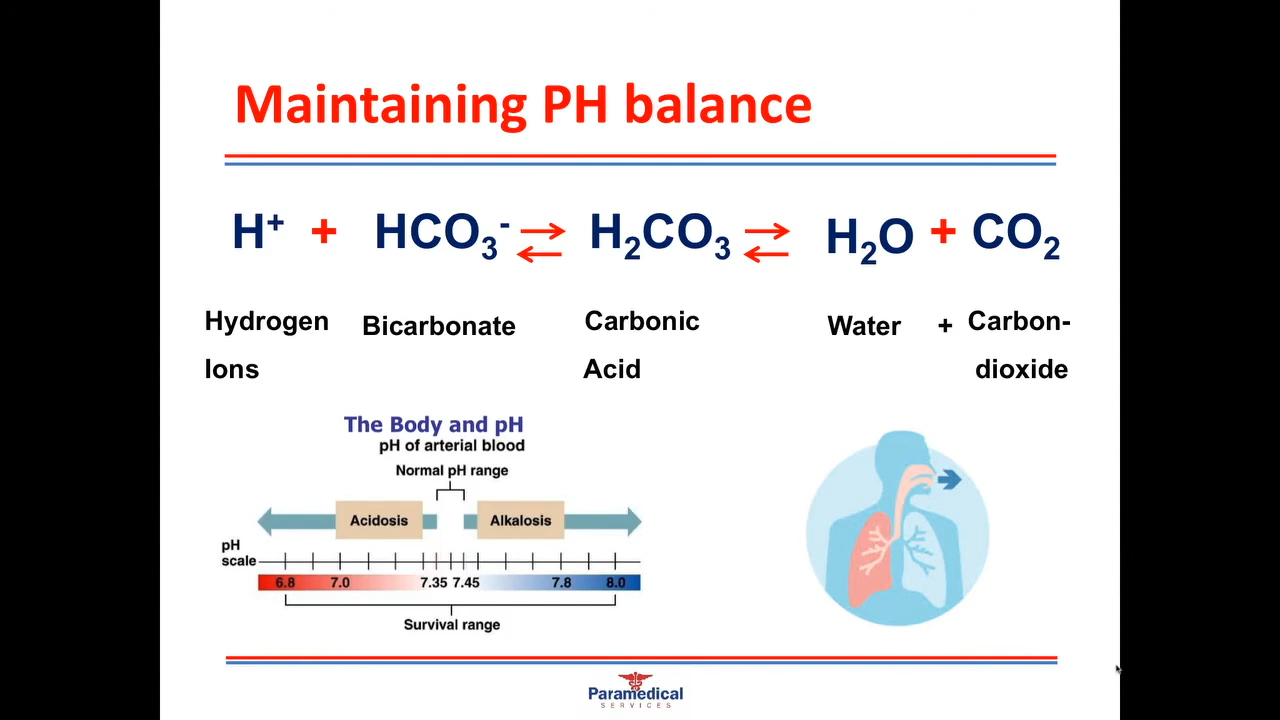 Maintaining PH balance
H⁺ + HCO₃⁻ ⇌ H₂CO₃ ⇌ H₂O + CO₂
Hydrogen Bicarbonate Carbonic Water + Carbon-
Ions Acid dioxide
The Body and pH
pH of arterial blood
Normal pH range
Acidosis Alkalosis
pH
scale
6.8 7.0 7.35 7.45 7.8 8.0
Survival range
Paramedical
SERVICES